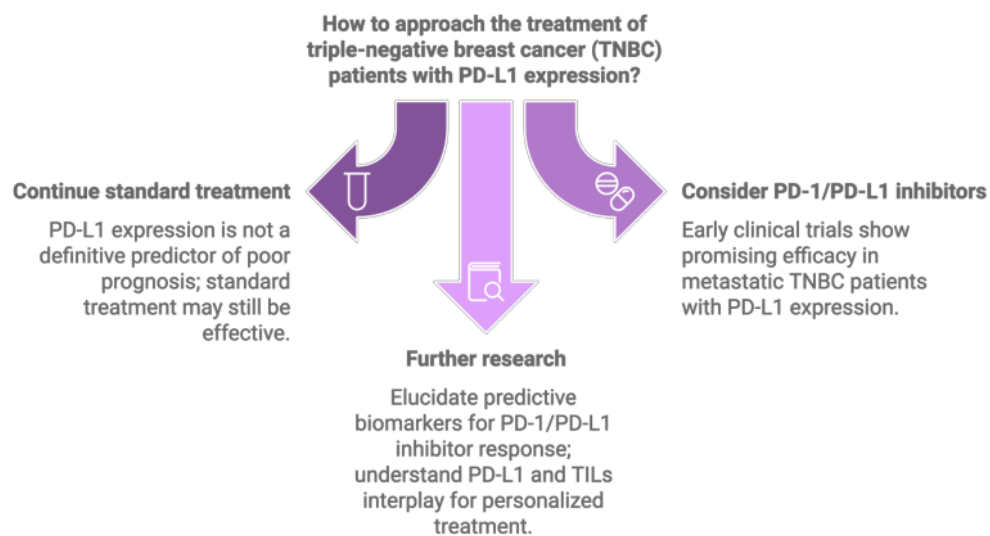 How to approach the treatment of
triple-negative breast cancer (TNBC)
patients with PD-L1 expression?
Continue standard treatment
PD-L1 expression is not a
definitive predictor of poor
prognosis; standard
treatment may still be
effective.
Further research
Elucidate predictive
biomarkers for PD-1/PD-L1
inhibitor response;
understand PD-L1 and TILs
interplay for personalized
treatment.
Consider PD-1/PD-L1 inhibitors
Early clinical trials show
promising efficacy in
metastatic TNBC patients
with PD-L1 expression.